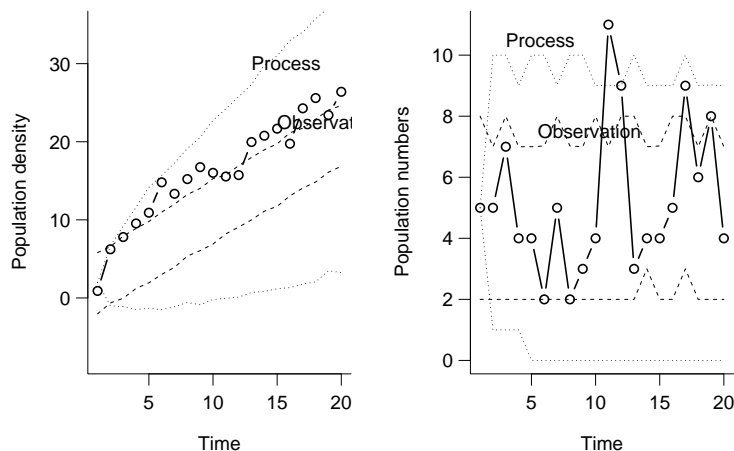 Population density
30
20
10
0
Process
Observat
5
10
15
20
Time
Population numbers
10
8
6
4
2
0
Process
Observation
5
10
15
20
Time